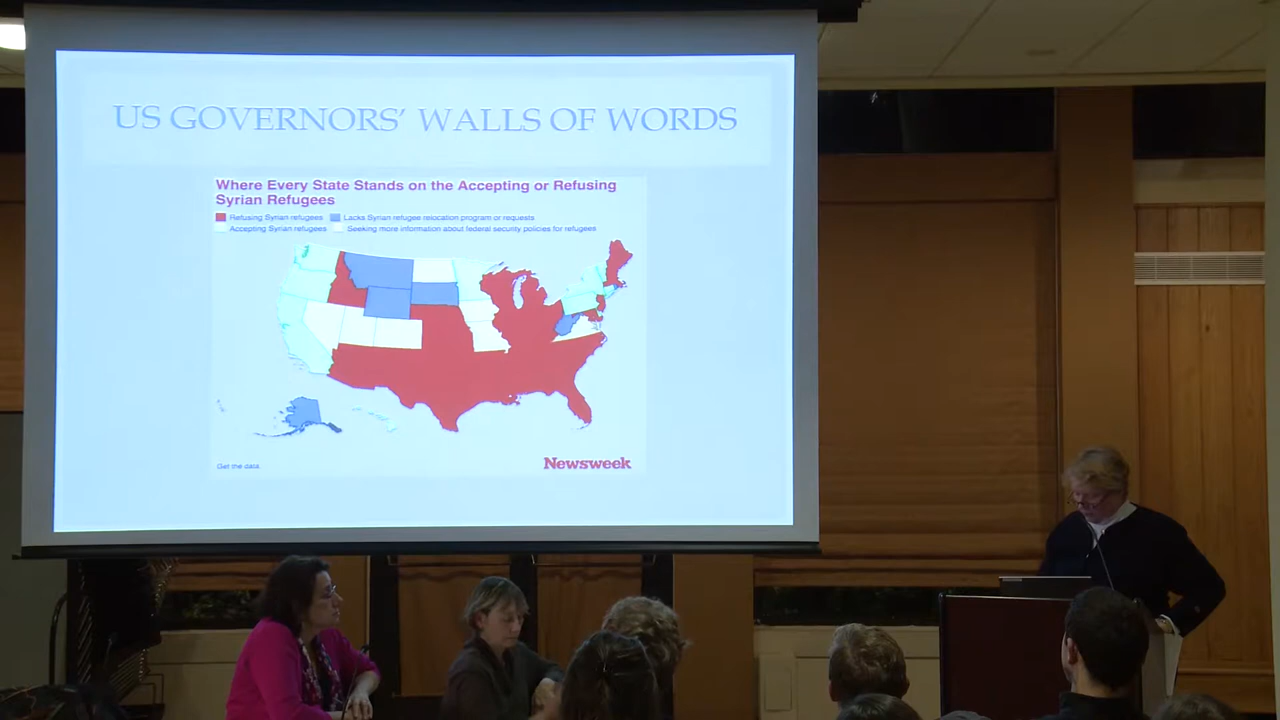 US GOVERNORS' WALLS OF WORDS
Where Every State Stands on the Accepting or Refusing
Syrian Refugees
Refusing Syrian refugees Lacks Syrian refugee relocation program or requests
Accepting Syrian refugees Seeking more information about federal security policies for refugees
Get the data
Newsweek